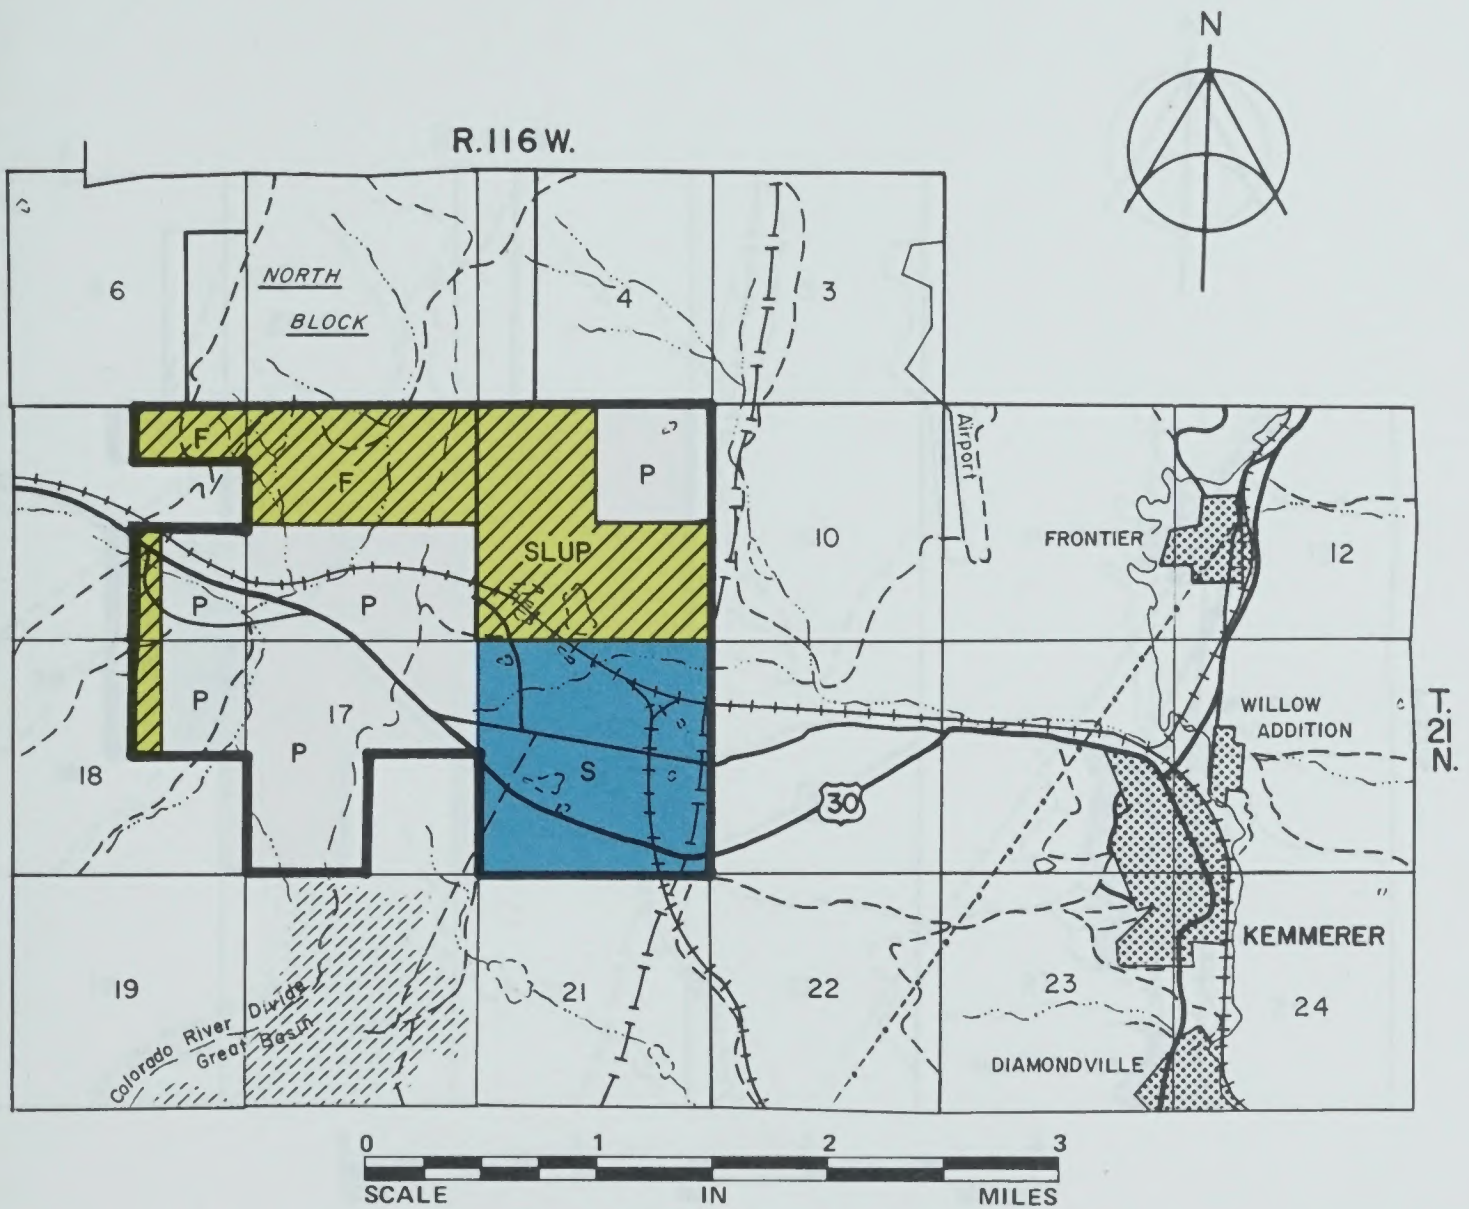 N
R.116W.
6
NORTH
BLOCK
4
3
F
F
P
Airport
SLUP
10
FRONTIER
12
P
P
P
17
P
18
S
30
WILLOW
ADDITION
T.
21
N.
KEMMERER
19
Colorado River Divide
Great Basin
21
22
23
24
DIAMONDVILLE
0 1 2 3
SCALE IN MILES